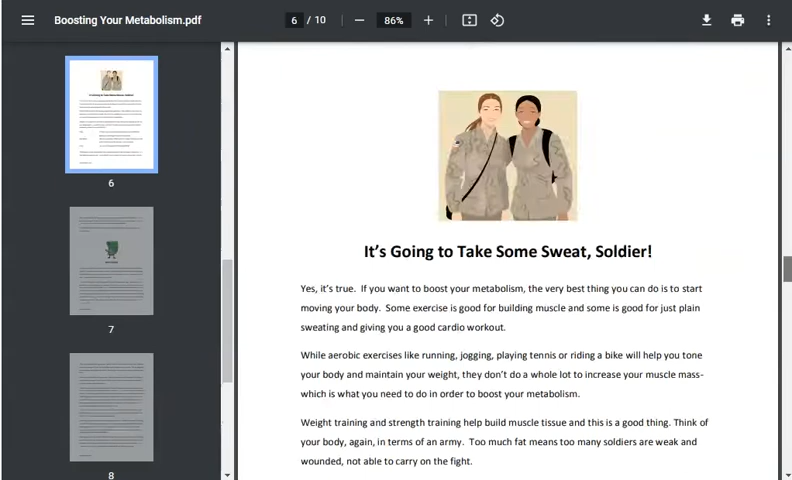 Boosting Your Metabolism.pdf
6 / 10
86%
6
7
8
It's Going to Take Some Sweat, Soldier!
Yes, it's true. If you want to boost your metabolism, the very best thing you can do is to start
moving your body. Some exercise is good for building muscle and some is good for just plain
sweating and giving you a good cardio workout.
While aerobic exercises like running, jogging, playing tennis or riding a bike will help you tone
your body and maintain your weight, they don't do a whole lot to increase your muscle mass-
which is what you need to do in order to boost your metabolism.
Weight training and strength training help build muscle tissue and this is a good thing. Think of
your body, again, in terms of an army. Too much fat means too many soldiers are weak and
wounded, not able to carry on the fight.